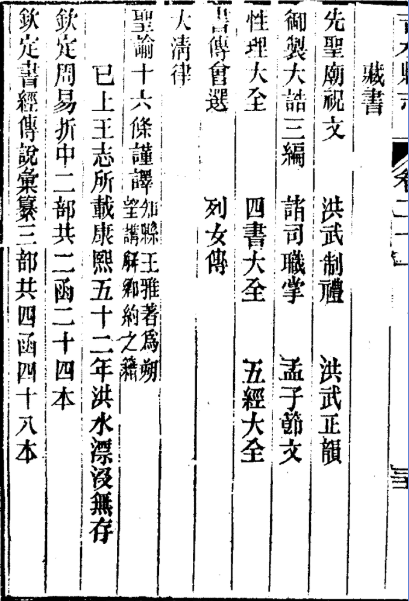 藏書
先聖廟祝文 洪武制禮 洪武正韻
御製大誥三編 諸司職掌 孟子節文
性理大全 四書大全 五經大全
書傳會選 列女傳
大清律
聖諭十六條謹譯 知縣王雅著爲朔望講解鄉約之籍
已上王志所載康熙五十二年洪水漂沒無存
欽定周易折中二部共二函二十四本
欽定書經傳說彙纂三部共四函四十八本